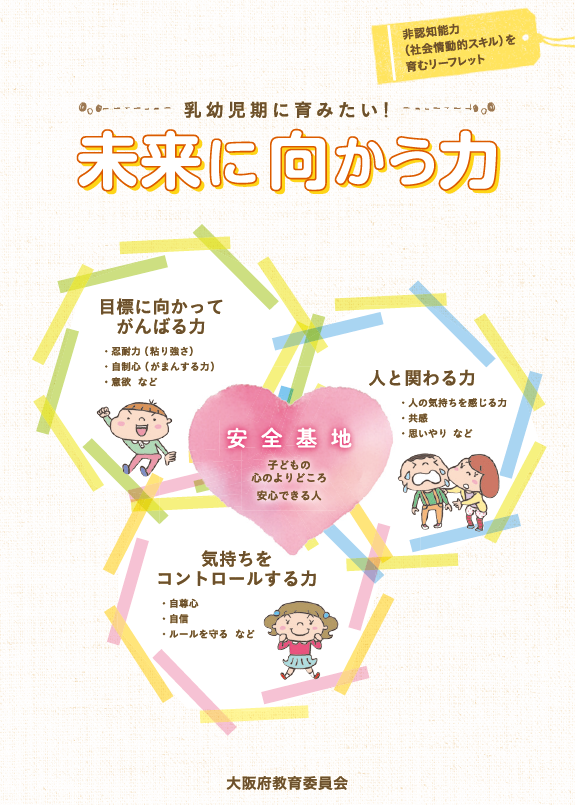 非認知能力
（社会情動的スキル）を
育むリーフレット
乳幼児期に育みたい！
未来に向かう力
目標に向かって
がんばる力
・忍耐力（粘り強さ）
・自制心（がまんする力）
・意欲 など
人と関わる力
・人の気持ちを感じる力
・共感
・思いやり など
安全基地
子どもの
心のよりどころ
安心できる人
気持ちを
コントロールする力
・自尊心
・自信
・ルールを守る など
大阪府教育委員会